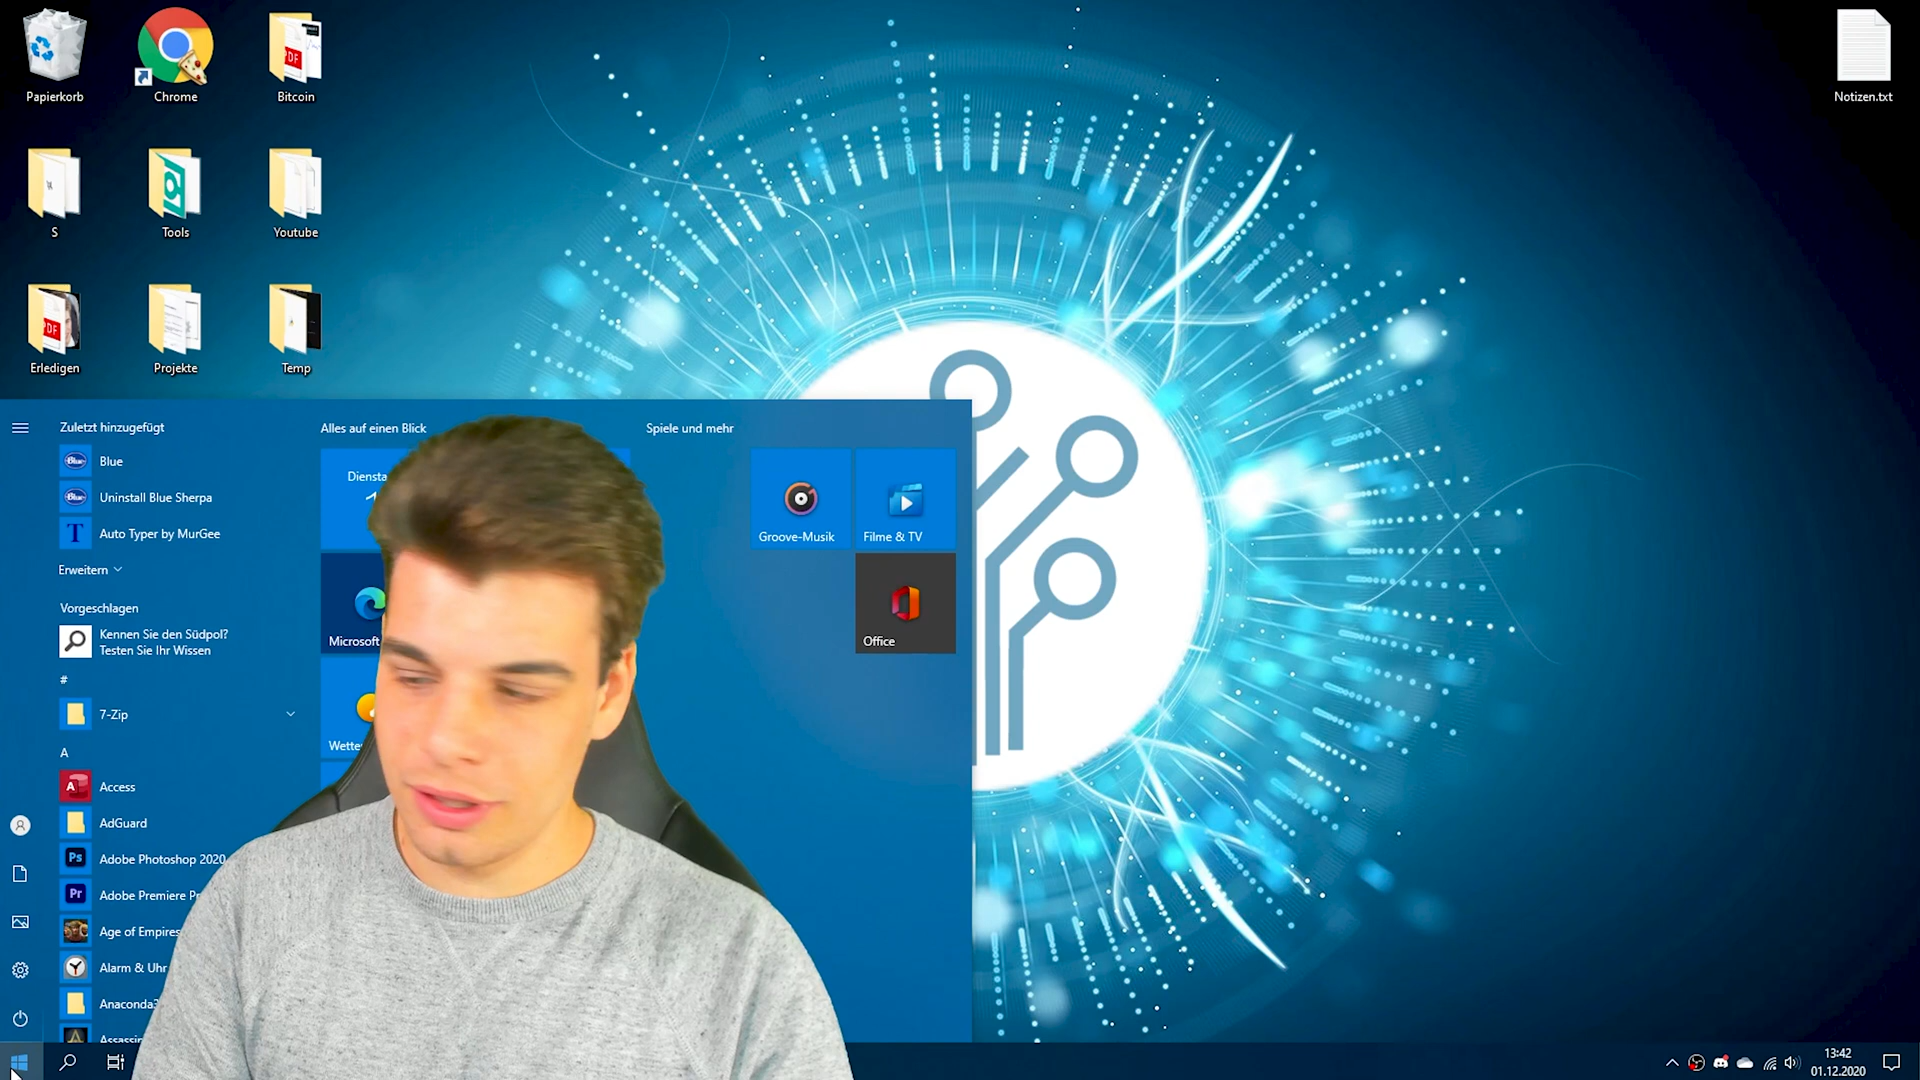 Papierkorb
Chrome
Bitcoin
Notizen.txt
S
Tools
Youtube
Erledigen
Projekte
Temp
Zuletzt hinzugefügt
Blue
Uninstall Blue Sherpa
Auto Typer by MurGee
Erweitern
Vorgeschlagen
Kennen Sie den Südpol?
Testen Sie Ihr Wissen
#
7-Zip
A
Access
AdGuard
Adobe Photoshop 2020
Adobe Premiere Pr
Age of Empires
Alarm & Uhr
Anaconda3
Assassin
Alles auf einen Blick
Diensta
Microsoft
Wette
Spiele und mehr
Groove-Musik
Filme & TV
Office
13:42
01.12.2020